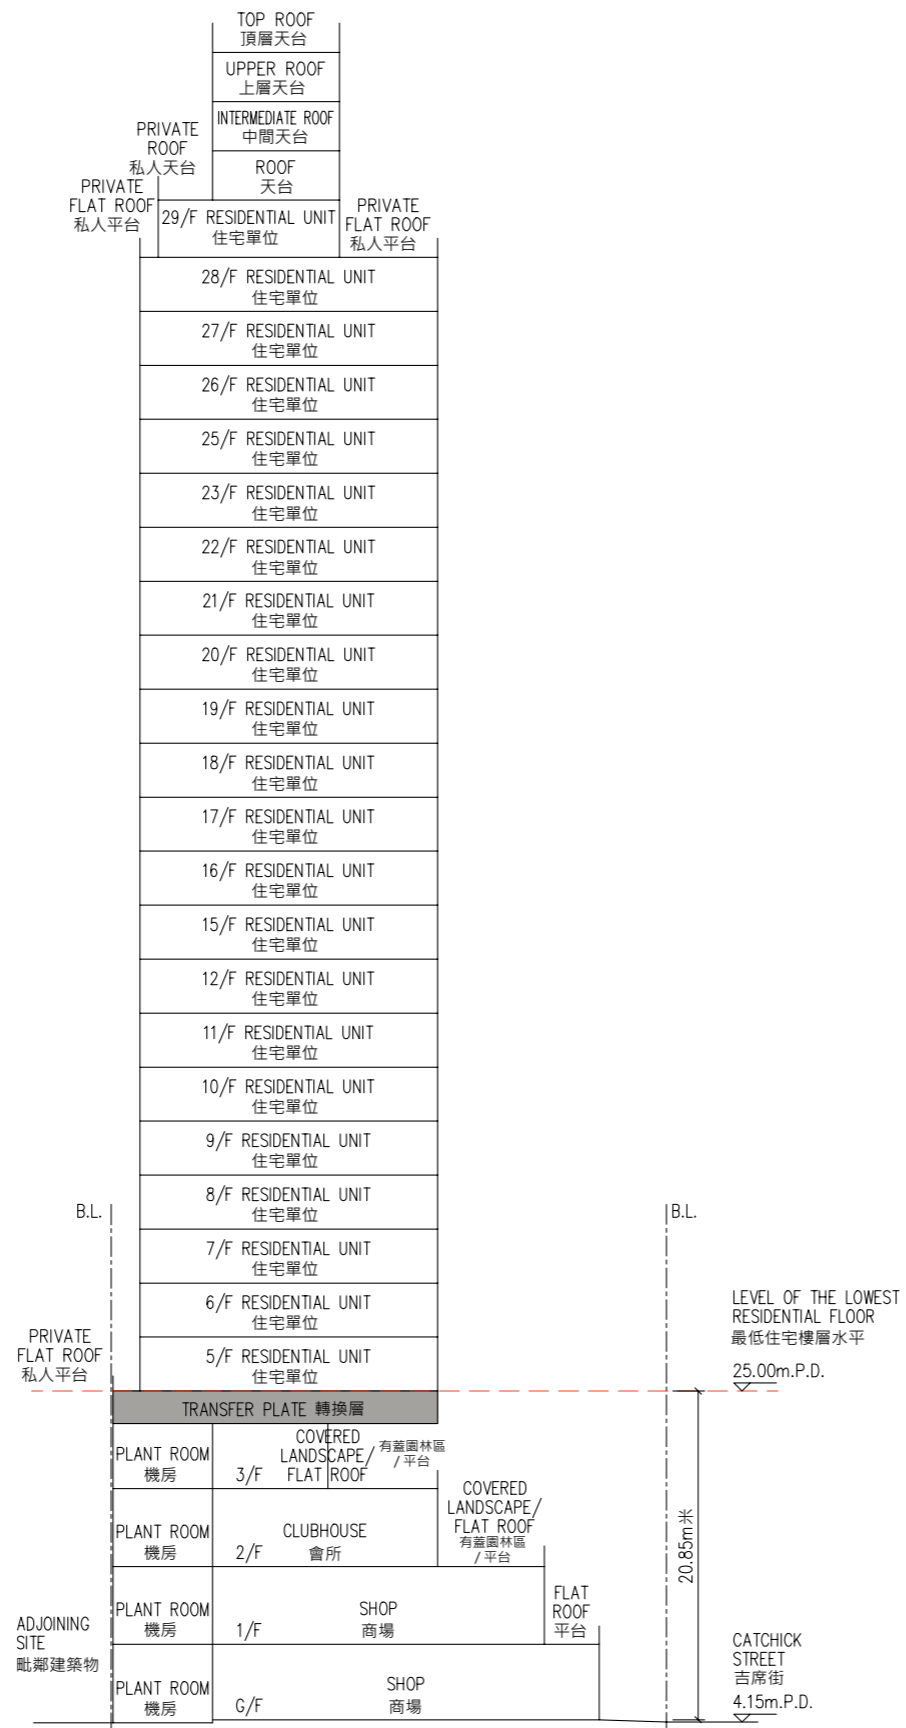 TOP ROOF
頂層天台
UPPER ROOF
上層天台
INTERMEDIATE ROOF
中間天台
PRIVATE
ROOF
私人天台
ROOF
天台
PRIVATE
FLAT ROOF
私人平台
29/F RESIDENTIAL UNIT
住宅單位
PRIVATE
FLAT ROOF
私人平台
28/F RESIDENTIAL UNIT
住宅單位
27/F RESIDENTIAL UNIT
住宅單位
26/F RESIDENTIAL UNIT
住宅單位
25/F RESIDENTIAL UNIT
住宅單位
23/F RESIDENTIAL UNIT
住宅單位
22/F RESIDENTIAL UNIT
住宅單位
21/F RESIDENTIAL UNIT
住宅單位
20/F RESIDENTIAL UNIT
住宅單位
19/F RESIDENTIAL UNIT
住宅單位
18/F RESIDENTIAL UNIT
住宅單位
17/F RESIDENTIAL UNIT
住宅單位
16/F RESIDENTIAL UNIT
住宅單位
15/F RESIDENTIAL UNIT
住宅單位
12/F RESIDENTIAL UNIT
住宅單位
11/F RESIDENTIAL UNIT
住宅單位
10/F RESIDENTIAL UNIT
住宅單位
9/F RESIDENTIAL UNIT
住宅單位
8/F RESIDENTIAL UNIT
住宅單位
B.L.
B.L.
7/F RESIDENTIAL UNIT
住宅單位
6/F RESIDENTIAL UNIT
住宅單位
LEVEL OF THE LOWEST
RESIDENTIAL FLOOR
最低住宅樓層水平
25.00m.P.D.
PRIVATE
FLAT ROOF
私人平台
5/F RESIDENTIAL UNIT
住宅單位
TRANSFER PLATE 轉換層
PLANT ROOM
機房
3/F
COVERED
LANDSCAPE/
FLAT ROOF
有蓋園林區
/平台
PLANT ROOM
機房
2/F
CLUBHOUSE
會所
COVERED
LANDSCAPE/
FLAT ROOF
有蓋園林區
/平台
20.85m米
PLANT ROOM
機房
1/F
SHOP
商場
FLAT
ROOF
平台
ADJOINING
SITE
毗鄰建築物
PLANT ROOM
機房
G/F
SHOP
商場
CATCHICK
STREET
吉席街
4.15m.P.D.